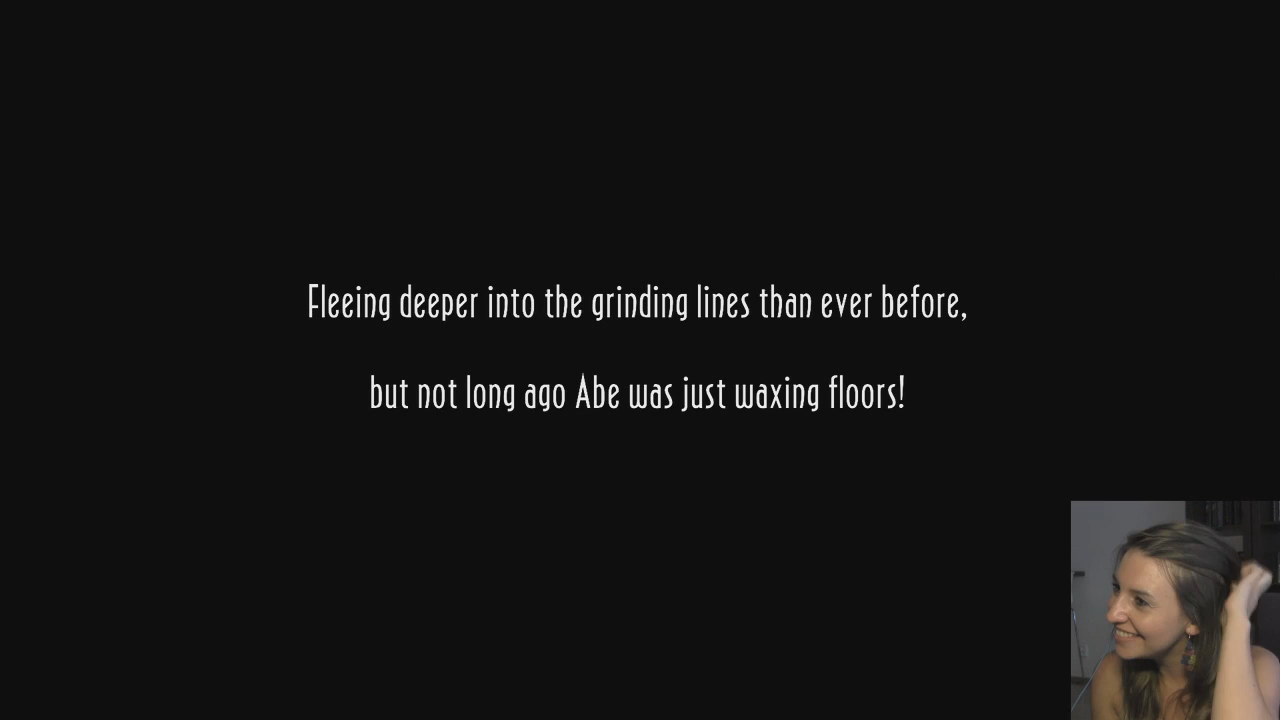 Fleeing deeper into the grinding lines than ever before,
but not long ago Abe was just waxing floors!